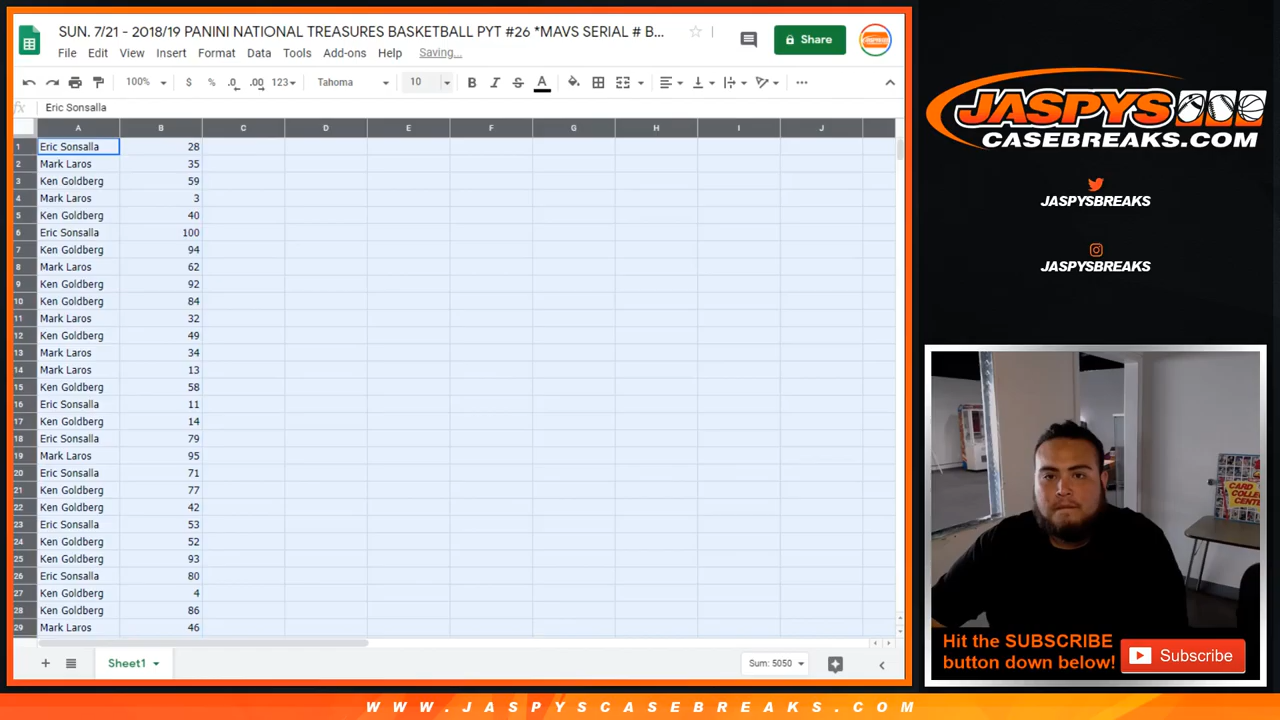 SUN. 7/21 - 2018/19 PANINI NATIONAL TREASURES BASKETBALL PYT #26 *MAVS SERIAL # B...
File Edit View Insert Format Data Tools Add-ons Help Saving...
Share
100% $ % .0 .00 123 Tahoma 10 B I S A
fx Eric Sonsalla
A B C D E F G H I J
1 Eric Sonsalla 28
2 Mark Laros 35
3 Ken Goldberg 59
4 Mark Laros 3
5 Ken Goldberg 40
6 Eric Sonsalla 100
7 Ken Goldberg 94
8 Mark Laros 62
9 Ken Goldberg 92
10 Ken Goldberg 84
11 Mark Laros 32
12 Ken Goldberg 49
13 Mark Laros 34
14 Mark Laros 13
15 Ken Goldberg 58
16 Eric Sonsalla 11
17 Ken Goldberg 14
18 Eric Sonsalla 79
19 Mark Laros 95
20 Eric Sonsalla 71
21 Ken Goldberg 77
22 Ken Goldberg 42
23 Eric Sonsalla 53
24 Ken Goldberg 52
25 Ken Goldberg 93
26 Eric Sonsalla 80
27 Ken Goldberg 4
28 Ken Goldberg 86
29 Mark Laros 46
Sheet1
Sum: 5050
JASPYS
CASEBREAKS.COM
JASPYSBREAKS
JASPYSBREAKS
CARD
COLLEC
CENT
Hit the SUBSCRIBE
button down below!
Subscribe
WWW.JASPYSCASEBREAKS.COM